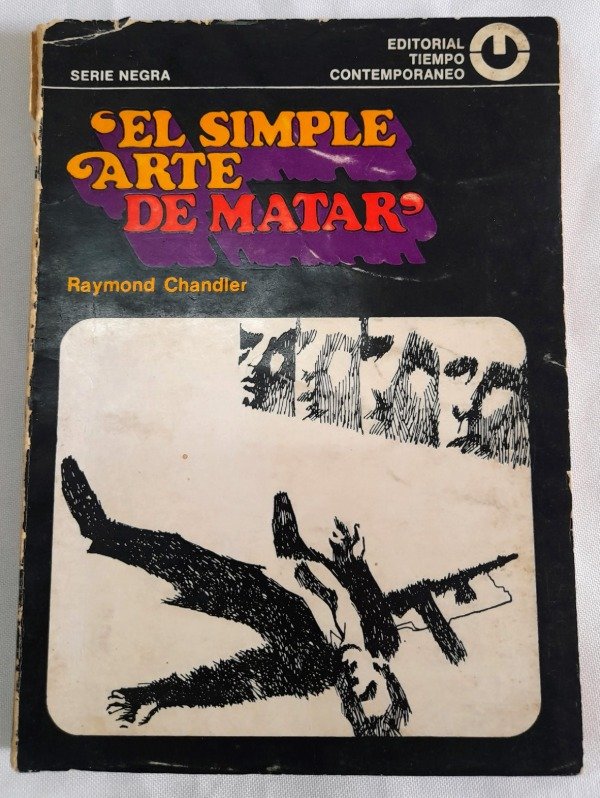 EDITORIAL
TIEMPO
CONTEMPORANEO
SERIE NEGRA
EL SIMPLE
ARTE
DE MATAR
Raymond Chandler